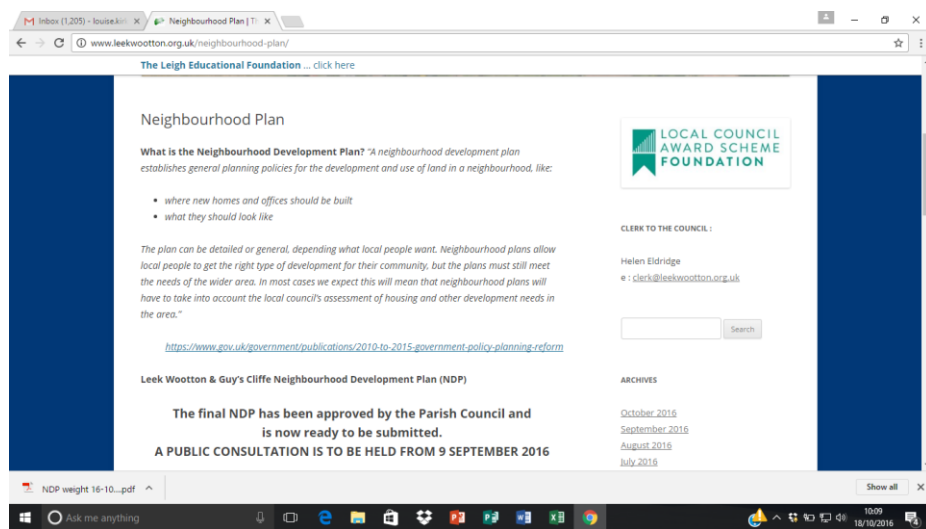 Inbox (1,205) - louise.kir
Neighbourhood Plan | T
www.leekwootton.org.uk/neighbourhood-plan/
The Leigh Educational Foundation ... click here
Neighbourhood Plan
What is the Neighbourhood Development Plan? "A neighbourhood development plan
establishes general planning policies for the development and use of land in a neighbourhood, like:
where new homes and offices should be built
what they should look like
The plan can be detailed or general, depending what local people want. Neighbourhood plans allow
local people to get the right type of development for their community, but the plans must still meet
the needs of the wider area. In most cases we expect this will mean that neighbourhood plans will
have to take into account the local council's assessment of housing and other development needs in
the area."
https://www.gov.uk/government/publications/2010-to-2015-government-policy-planning-reform
Leek Wootton & Guy's Cliffe Neighbourhood Development Plan (NDP)
The final NDP has been approved by the Parish Council and
is now ready to be submitted.
A PUBLIC CONSULTATION IS TO BE HELD FROM 9 SEPTEMBER 2016
LOCAL COUNCIL
AWARD SCHEME
FOUNDATION
CLERK TO THE COUNCIL :
Helen Eldridge
e : clerk@leekwootton.org.uk
Search
ARCHIVES
October 2016
September 2016
August 2016
July 2016
NDP weight 16-10....pdf
Show all
Ask me anything
10:09
18/10/2016